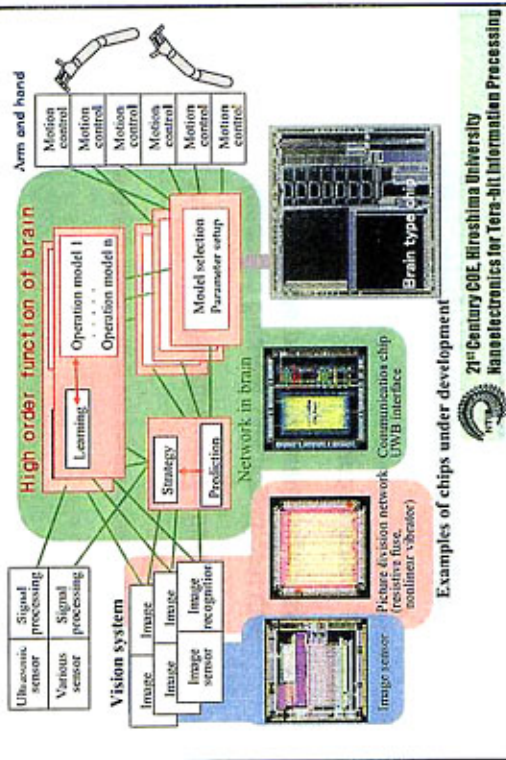 High order function of brain
Arm and hand
Ultrasonic
sensor
Signal
processing
Various
sensor
Signal
processing
Learning
Operation model 1
Operation model n
Motion
control
Motion
control
Motion
control
Motion
control
Motion
control
Motion
control
Vision system
Image
Image
Image
Image
Image
sensor
Image
recognition
Strategy
Prediction
Model selection
Parameter setup
Network in brain
Image sensor
Picture division network
(resistive fuse,
nonlinear vibrator)
Communication chip
UWB interface
Brain type chip
Examples of chips under development
21st Century COE, Hiroshima University
Nanoelectronics for Tera-bit Information Processing